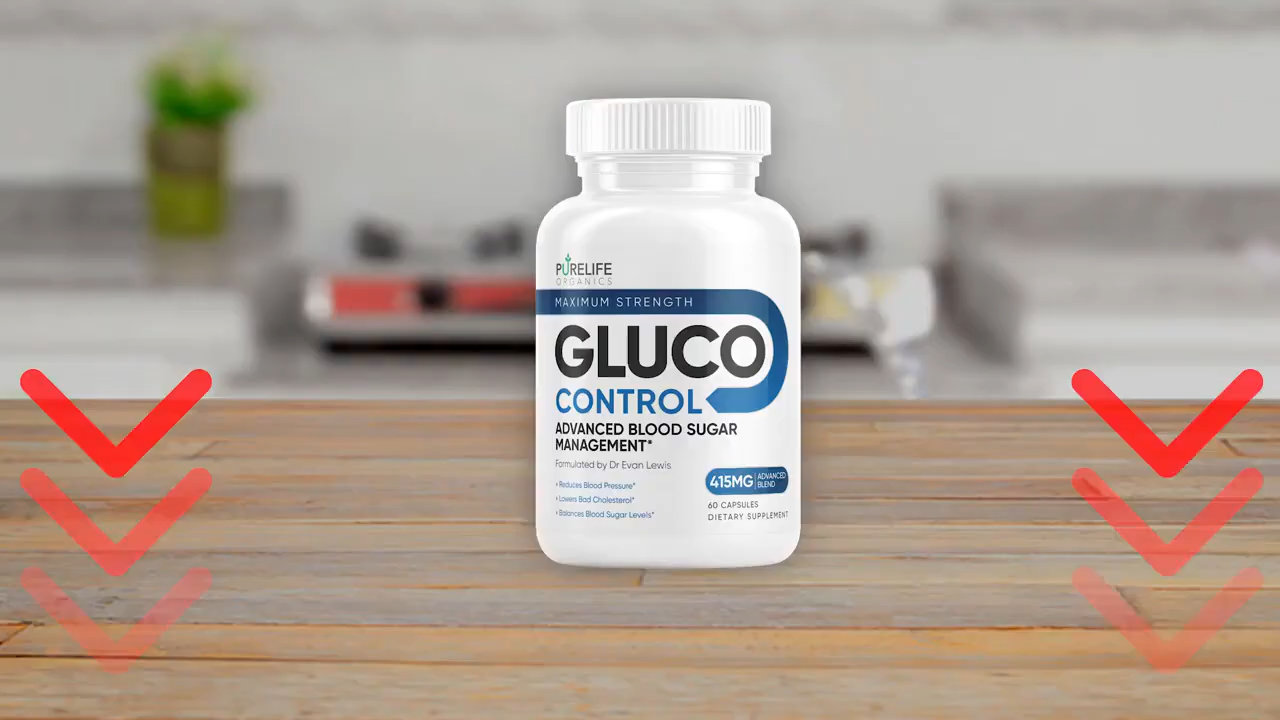 PURELIFE
ORGANICS
MAXIMUM STRENGTH
GLUCO
CONTROL
ADVANCED BLOOD SUGAR
MANAGEMENT*
Formulated by Dr Evan Lewis
› Reduces Blood Pressure*
› Lowers Bad Cholesterol*
› Balances Blood Sugar Levels*
415MG ADVANCED
BLEND
60 CAPSULES
DIETARY SUPPLEMENT